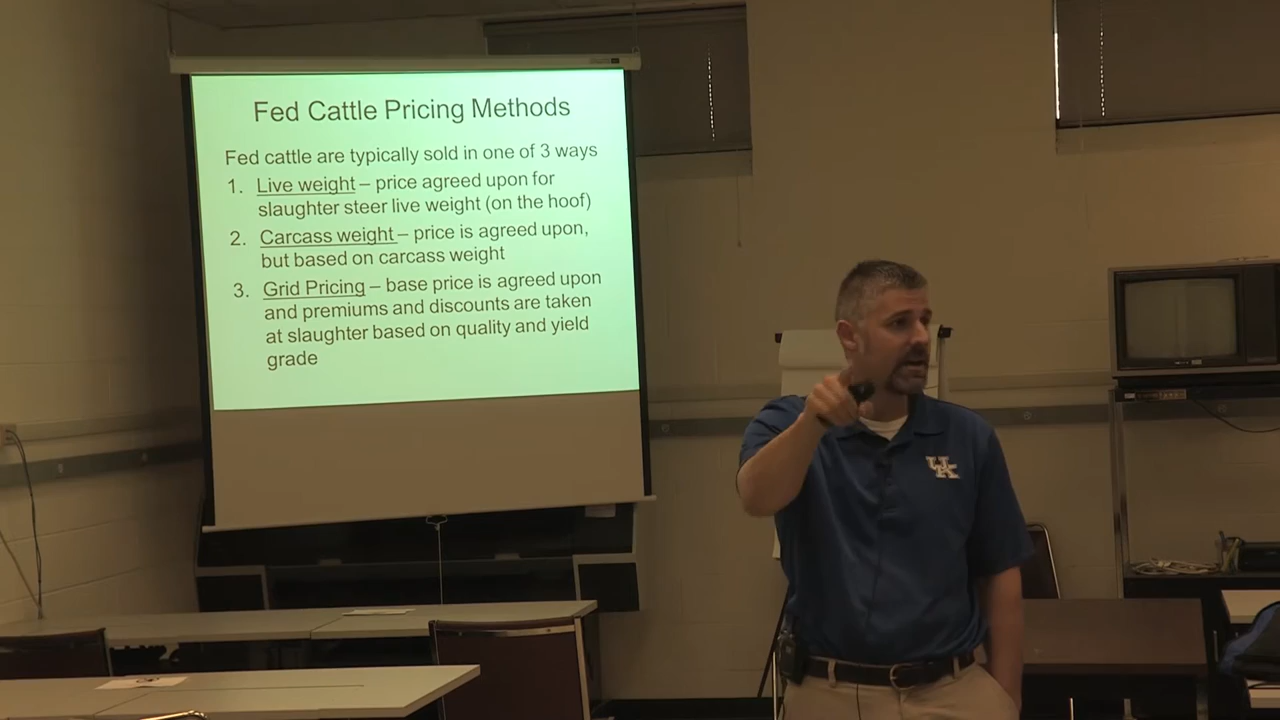 Fed Cattle Pricing Methods
Fed cattle are typically sold in one of 3 ways
1. Live weight – price agreed upon for
slaughter steer live weight (on the hoof)
2. Carcass weight – price is agreed upon,
but based on carcass weight
3. Grid Pricing – base price is agreed upon
and premiums and discounts are taken
at slaughter based on quality and yield
grade
UK